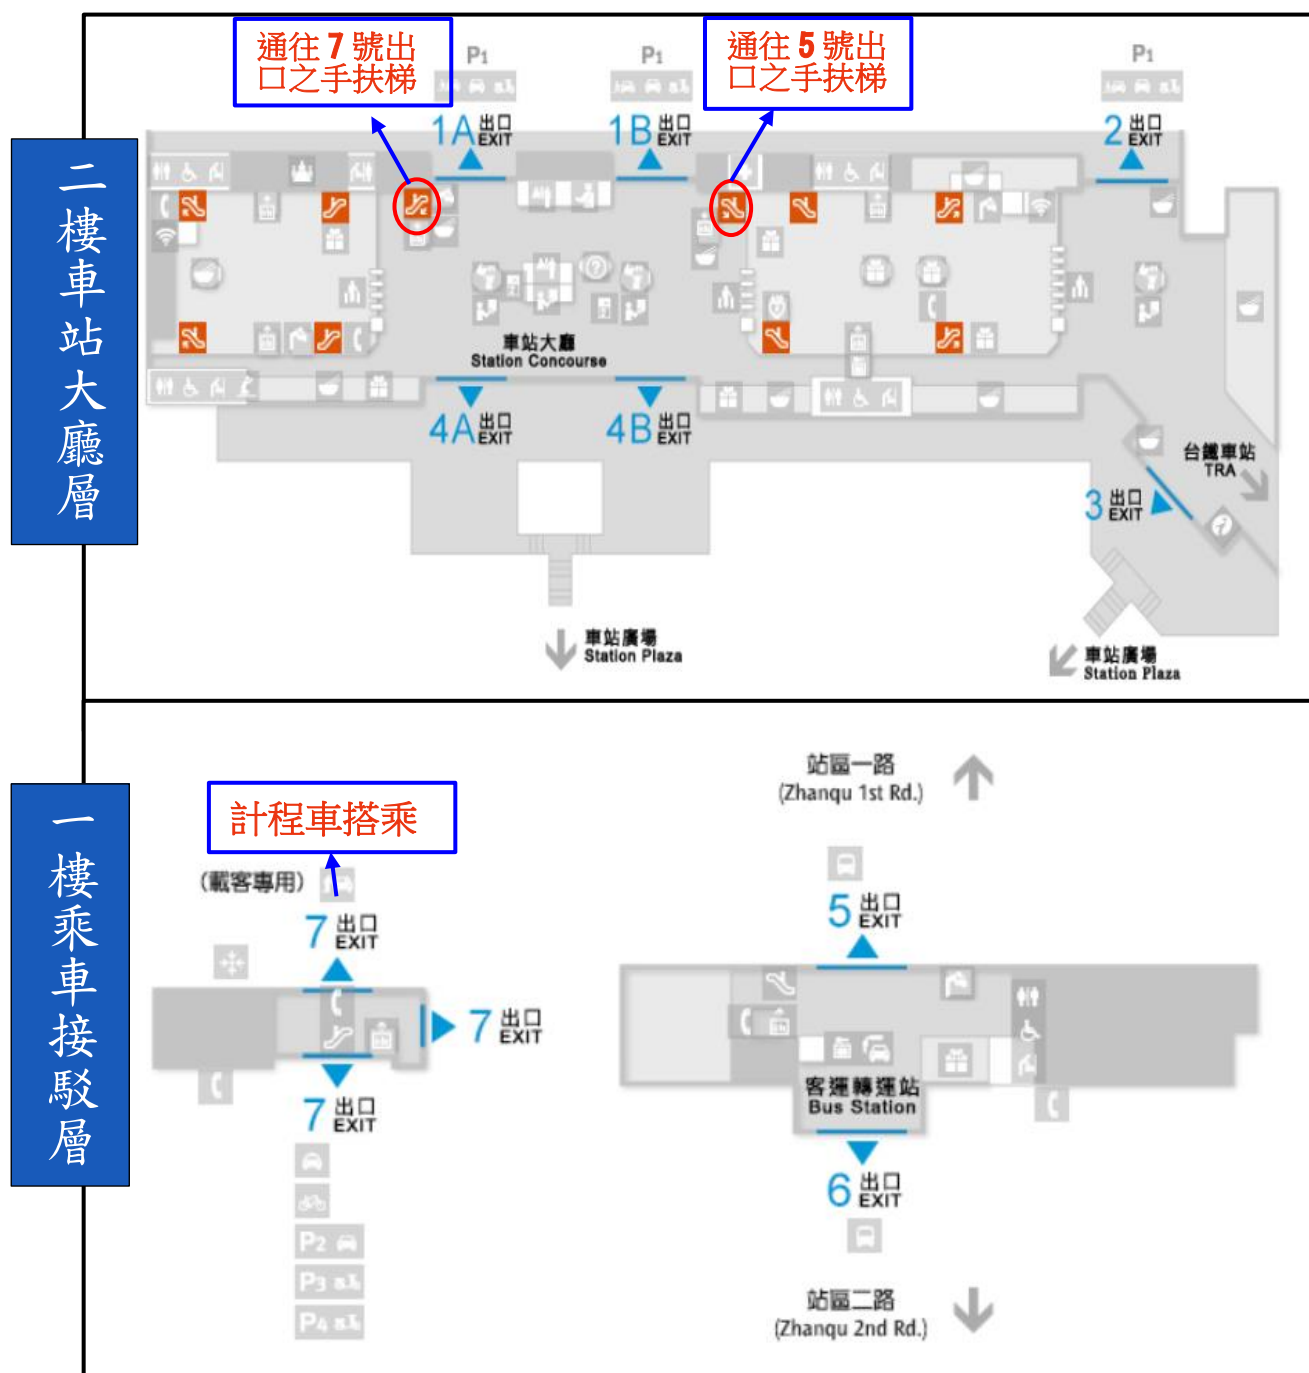 通往 7 號出
口之手扶梯
通往 5 號出
口之手扶梯
P1
P1
P1
1A 出口 EXIT
1B 出口 EXIT
2 出口 EXIT
二樓車站大廳層
車站大廳
Station Concourse
4A 出口 EXIT
4B 出口 EXIT
台鐵車站
TRA
3 出口 EXIT
車站廣場
Station Plaza
車站廣場
Station Plaza
一樓乘車接駁層
站區一路
(Zhanqu 1st Rd.)
計程車搭乘
(載客專用)
7 出口 EXIT
5 出口 EXIT
7 出口 EXIT
7 出口 EXIT
客運轉運站
Bus Station
6 出口 EXIT
P2
P3
P4
站區二路
(Zhanqu 2nd Rd.)